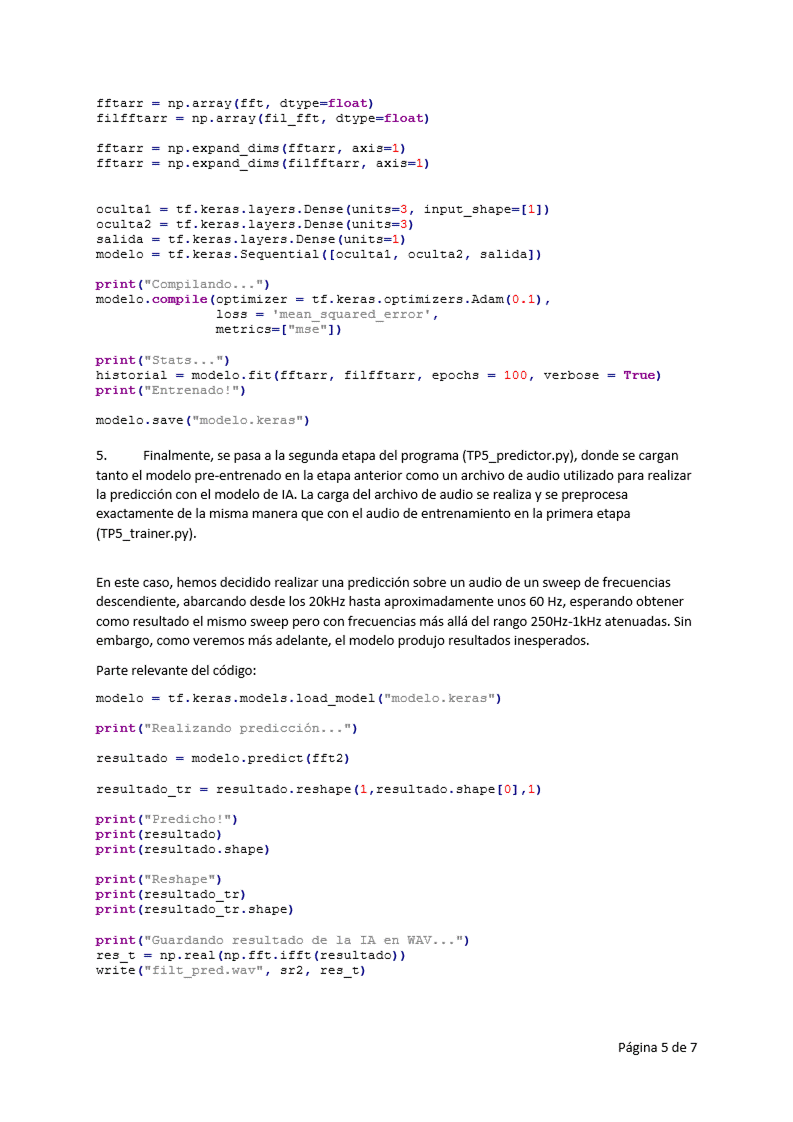 fftarr = np.array(fft, dtype=float)
filfftarr = np.array(fil_fft, dtype=float)
fftarr = np.expand_dims(fftarr, axis=1)
fftarr = np.expand_dims(filfftarr, axis=1)
oculta1 = tf.keras.layers.Dense(units=3, input_shape=[1])
oculta2 = tf.keras.layers.Dense(units=3)
salida = tf.keras.layers.Dense(units=1)
modelo = tf.keras.Sequential([oculta1, oculta2, salida])
print("Compilando...")
modelo.compile(optimizer = tf.keras.optimizers.Adam(0.1),
loss = 'mean_squared_error',
metrics=["mse"])
print("Stats...")
historial = modelo.fit(fftarr, filfftarr, epochs = 100, verbose = True)
print("Entrenado!")
modelo.save("modelo.keras")
5. Finalmente, se pasa a la segunda etapa del programa (TP5_predictor.py), donde se cargan
tanto el modelo pre-entrenado en la etapa anterior como un archivo de audio utilizado para realizar
la predicción con el modelo de IA. La carga del archivo de audio se realiza y se preprocesa
exactamente de la misma manera que con el audio de entrenamiento en la primera etapa
(TP5_trainer.py).
En este caso, hemos decidido realizar una predicción sobre un audio de un sweep de frecuencias
descendiente, abarcando desde los 20kHz hasta aproximadamente unos 60 Hz, esperando obtener
como resultado el mismo sweep pero con frecuencias más allá del rango 250Hz-1kHz atenuadas. Sin
embargo, como veremos más adelante, el modelo produjo resultados inesperados.
Parte relevante del código:
modelo = tf.keras.models.load_model("modelo.keras")
print("Realizando predicción...")
resultado = modelo.predict(fft2)
resultado_tr = resultado.reshape(1,resultado.shape[0],1)
print("Predicho!")
print(resultado)
print(resultado.shape)
print("Reshape")
print(resultado_tr)
print(resultado_tr.shape)
print("Guardando resultado de la IA en WAV...")
res_t = np.real(np.fft.ifft(resultado))
write("filt_pred.wav", sr2, res_t)
Página 5 de 7